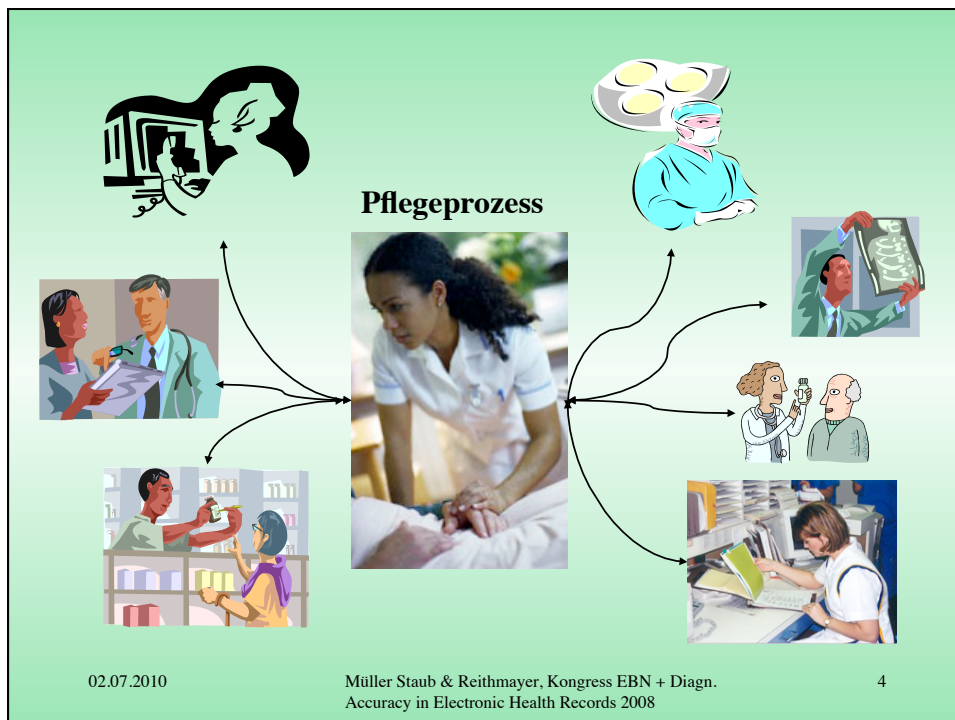 Pflegeprozess
02.07.2010
Müller Staub & Reithmayer, Kongress EBN + Diagn.
Accuracy in Electronic Health Records 2008
4